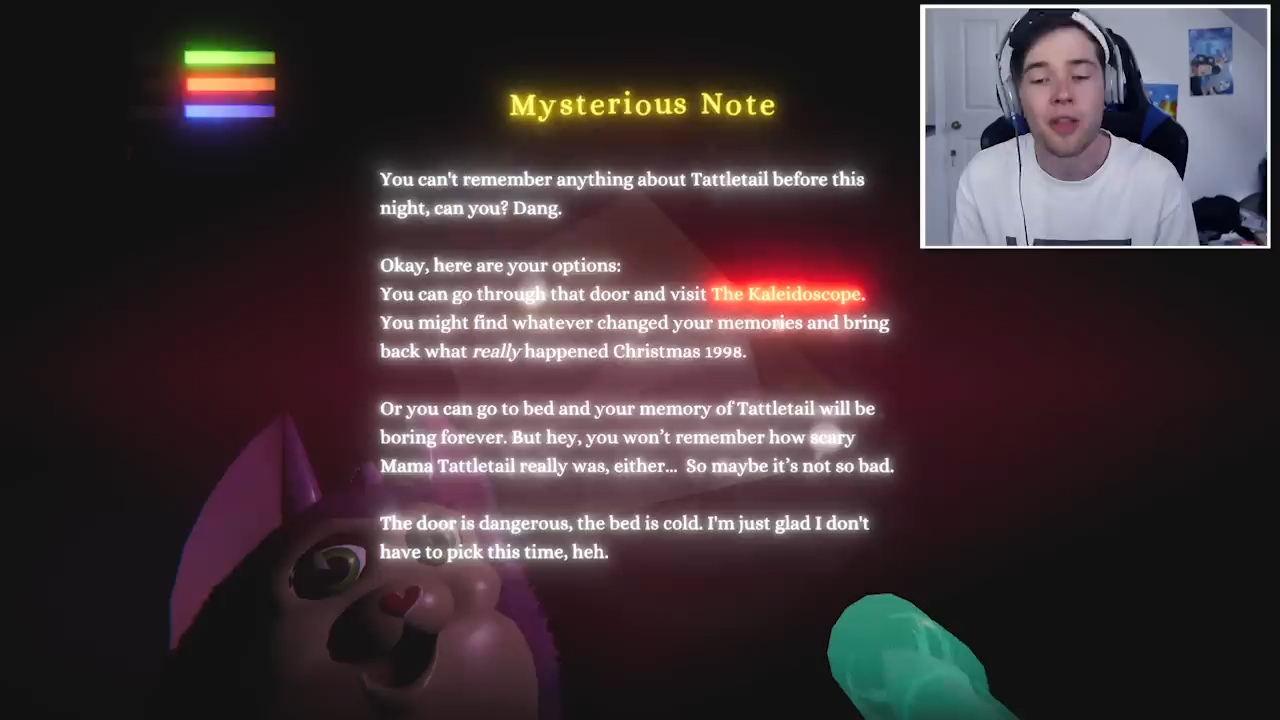 Mysterious Note
You can't remember anything about Tattletail before this
night, can you? Dang.
Okay, here are your options:
You can go through that door and visit The Kaleidoscope.
You might find whatever changed your memories and bring
back what really happened Christmas 1998.
Or you can go to bed and your memory of Tattletail will be
boring forever. But hey, you won't remember how scary
Mama Tattletail really was, either... So maybe it's not so bad.
The door is dangerous, the bed is cold. I'm just glad I don't
have to pick this time, heh.